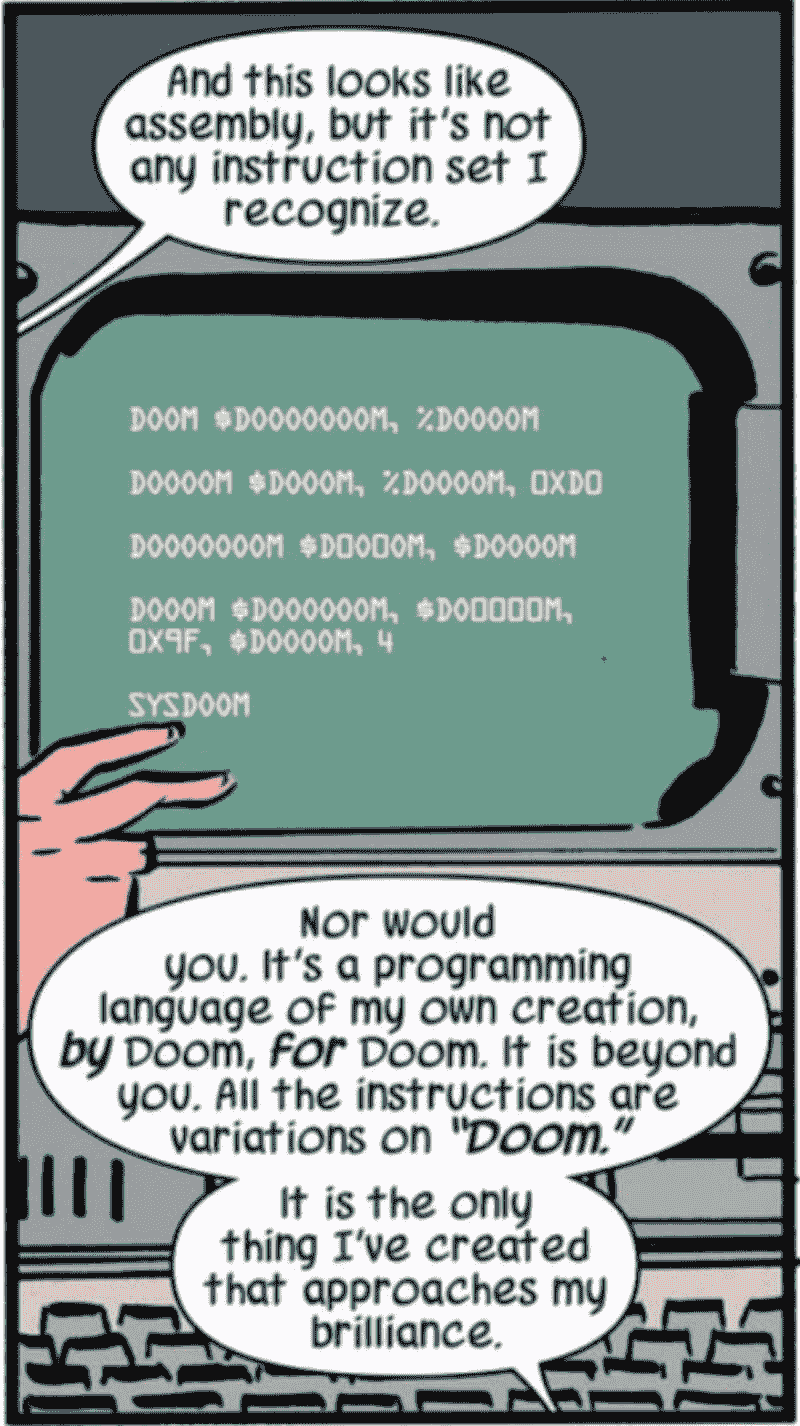 And this looks like
assembly, but it's not
any instruction set I
recognize.
DOOM $DOOOOOOOM, %DOOOOM
DOOOOM $DOOOM, %DOOOOM, 0XD0
DOOOOOOOM $D0O0OM, $DOOOOM
DOOOM $DOOOOOOM, $DO0000M,
0X9F, $DOOOOM, 4
SYSDOOM
Nor would
you. It's a programming
language of my own creation,
by Doom, for Doom. It is beyond
you. All the instructions are
variations on "Doom."
It is the only
thing I've created
that approaches my
brilliance.